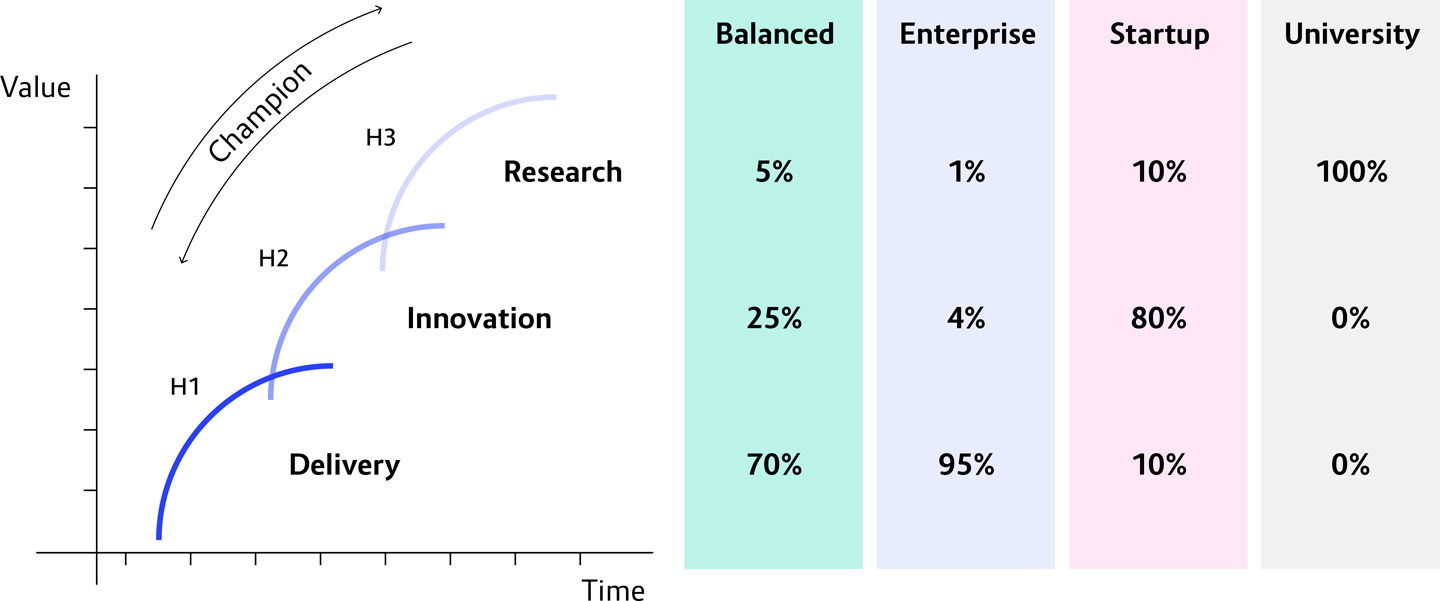 Value
Champion
H3
H2
H1
Research
Innovation
Delivery
Time
Balanced Enterprise Startup University
5% 1% 10% 100%
25% 4% 80% 0%
70% 95% 10% 0%